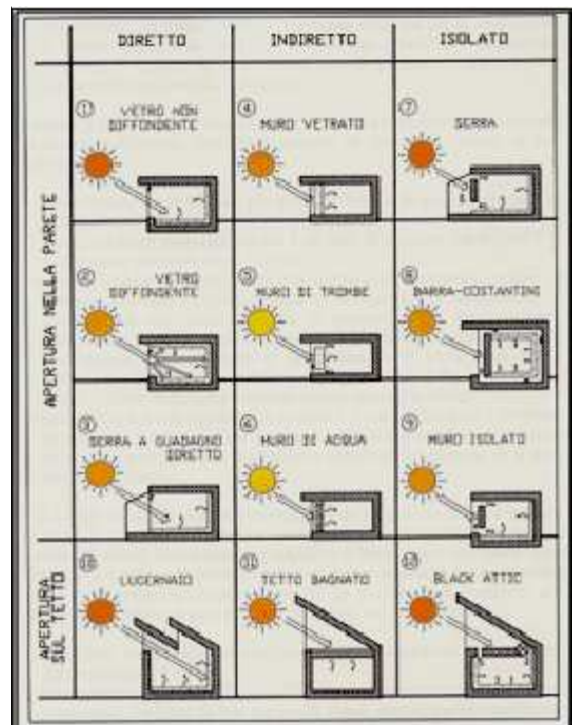 DIRETTO
INDIRETTO
ISOLATO
APERTURA NELLA PARETE
1
VETRO NON
DIFFONDENTE
4
MURO VETRATO
7
SERRA
2
VETRO
DIFFONDENTE
5
MURO DI TROMBE
8
BARRA-COSTANTINI
3
SERRA A GUADAGNO
DIRETTO
6
MURO DI ACQUA
9
MURO ISOLATO
APERTURA
SUL TETTO
10
LUCERNAIO
11
TETTO BAGNATO
12
BLACK ATTIC